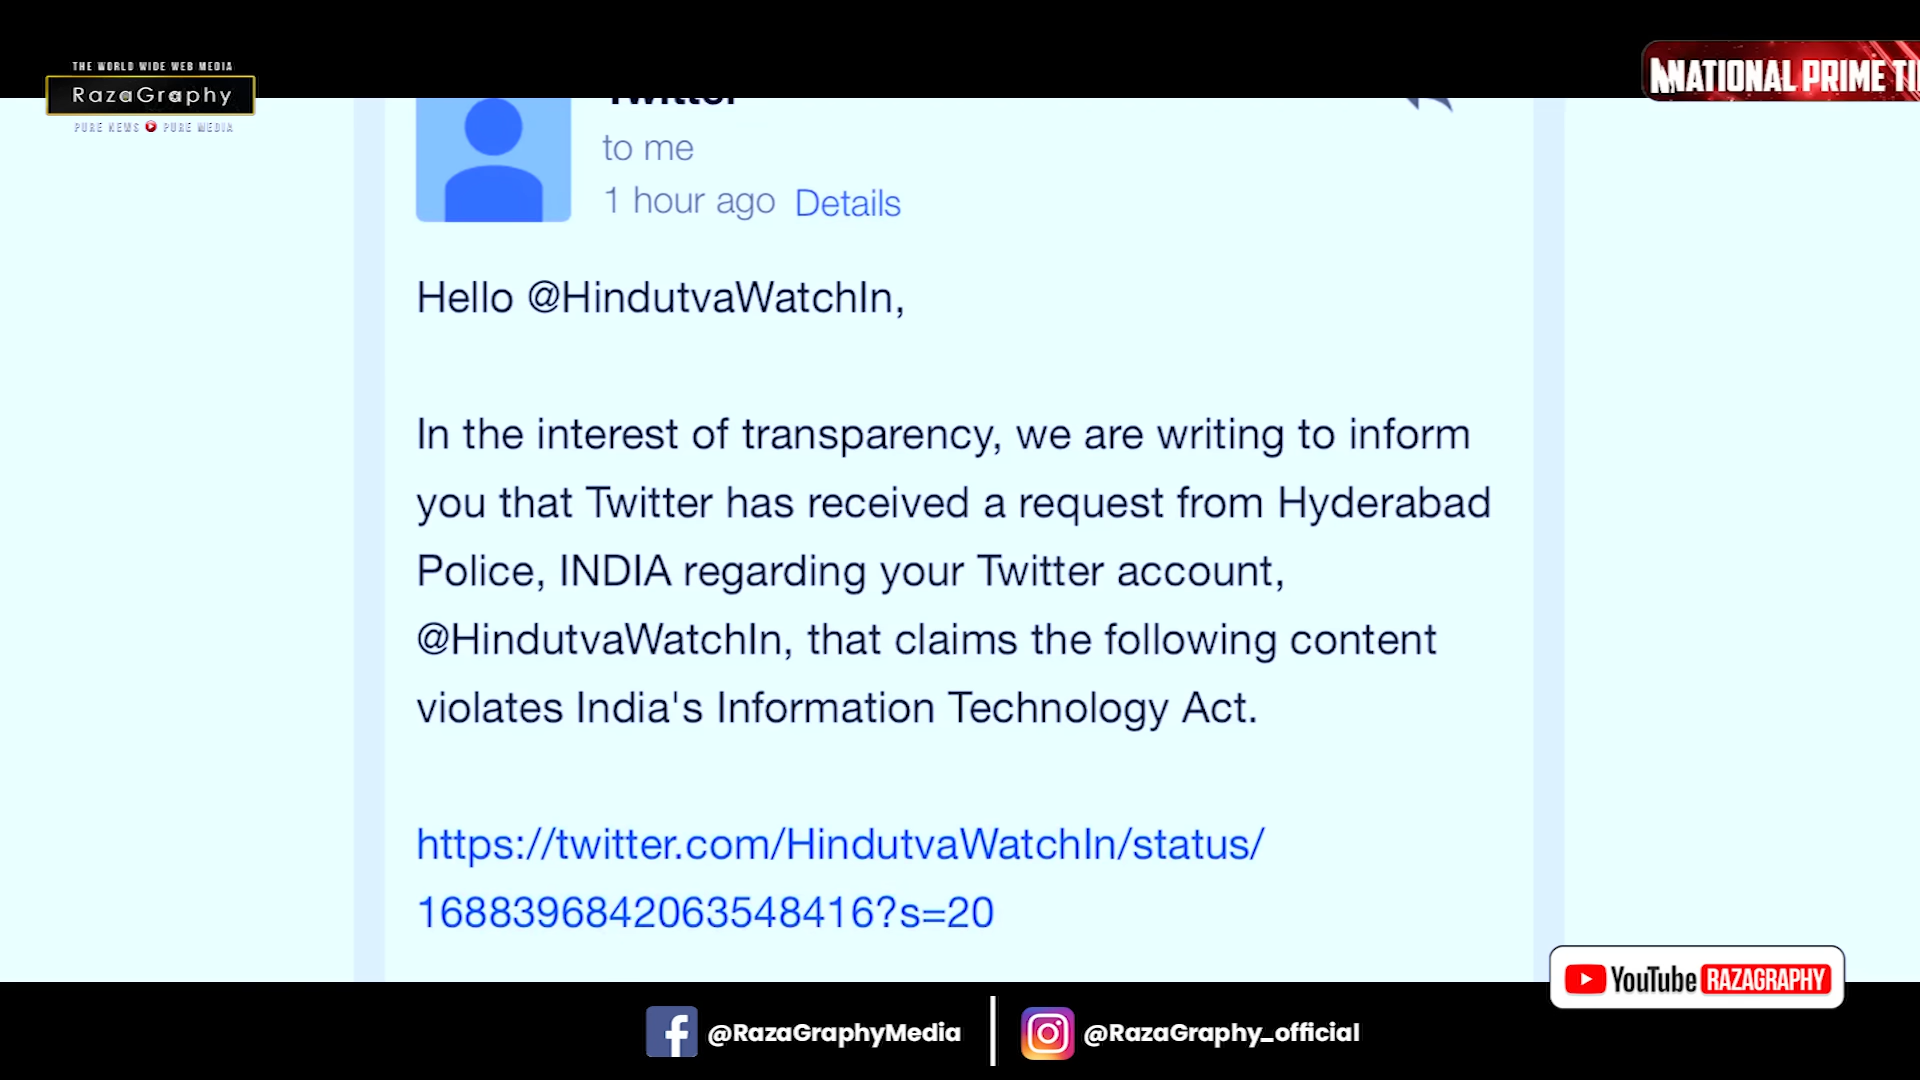 THE WORLD WIDE WEB MEDIA
RazaGraphy
PURE NEWS PURE MEDIA
NATIONAL PRIME
Twitter
to me
1 hour ago Details
Hello @HindutvaWatchIn,
In the interest of transparency, we are writing to inform
you that Twitter has received a request from Hyderabad
Police, INDIA regarding your Twitter account,
@HindutvaWatchIn, that claims the following content
violates India's Information Technology Act.
https://twitter.com/HindutvaWatchIn/status/
1688396842063548416?s=20
YouTube RAZAGRAPHY
@RazaGraphyMedia
@RazaGraphy_official